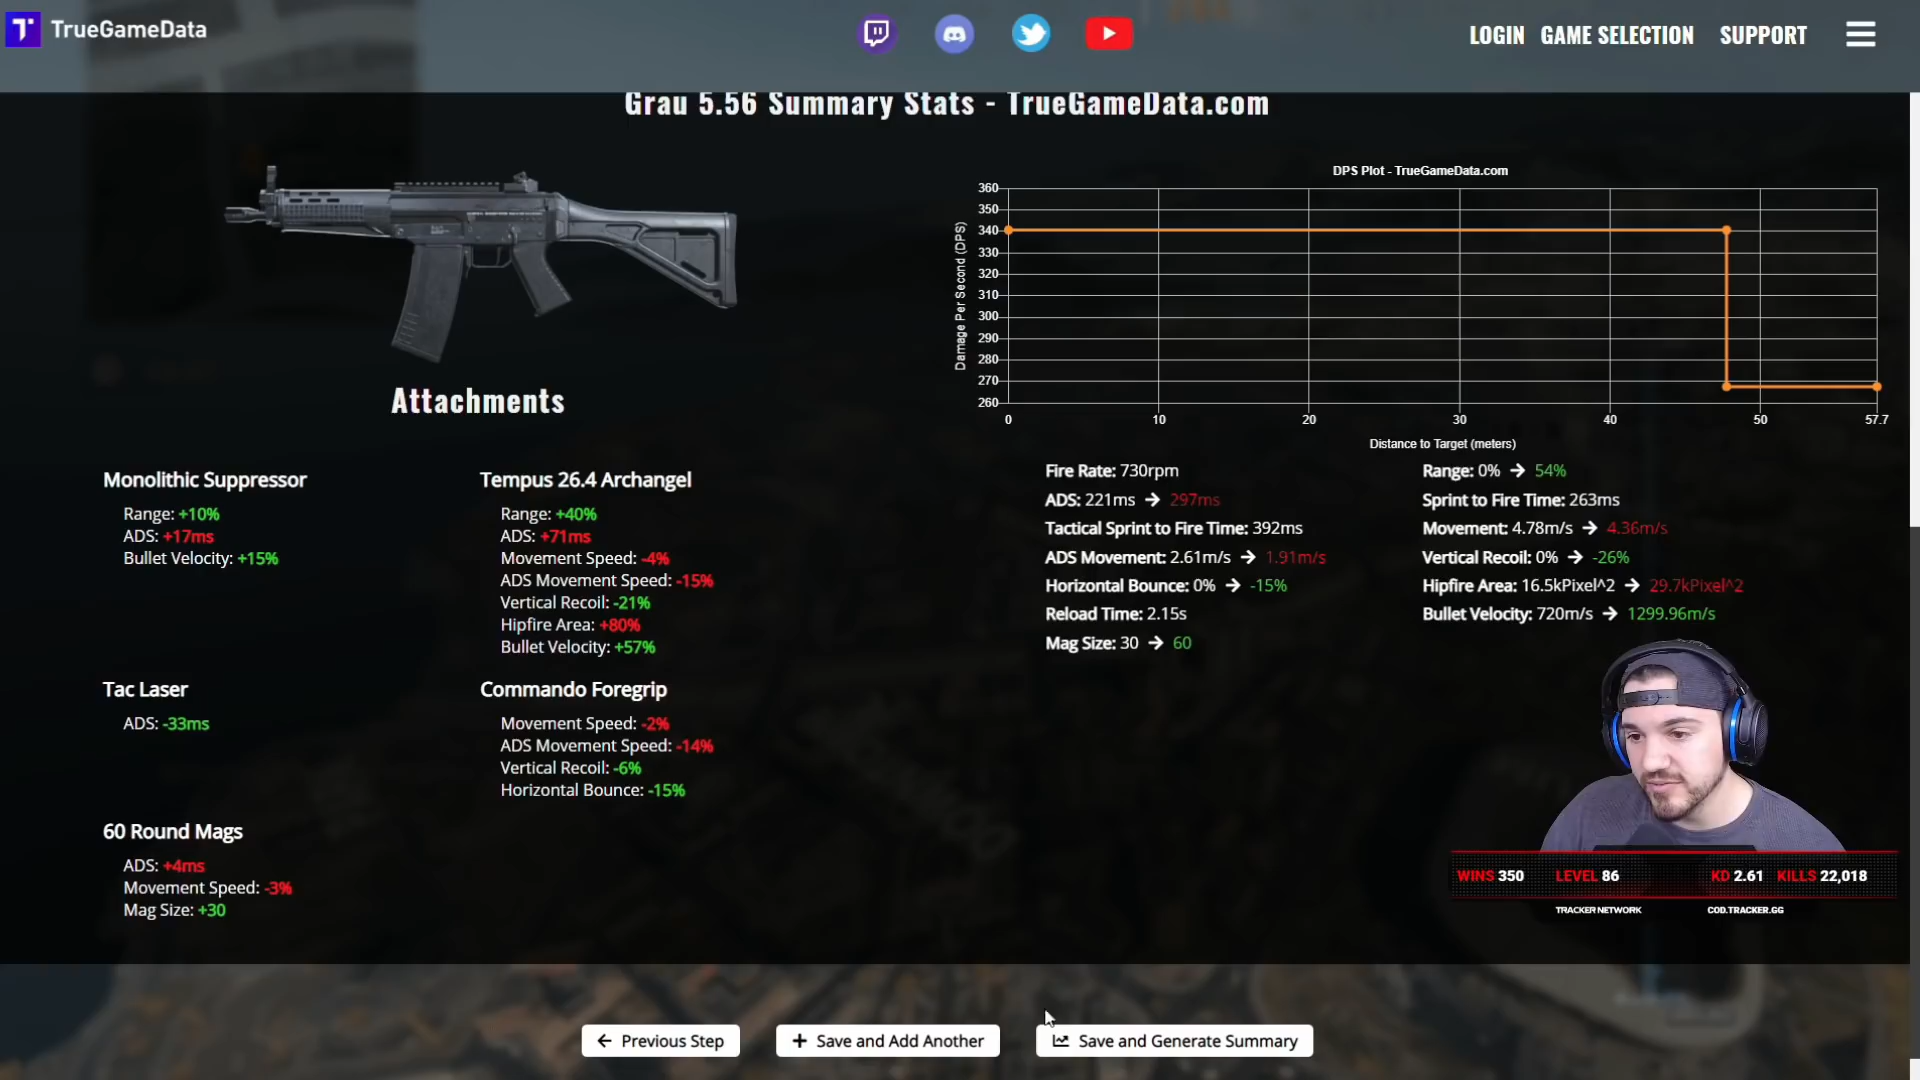 TrueGameData
LOGIN GAME SELECTION SUPPORT
Grau 5.56 Summary Stats - TrueGameData.com
DPS Plot - TrueGameData.com
Damage Per Second (DPS)
360
350
340
330
320
310
300
290
280
270
260
0 10 20 30 40 50 57.7
Distance to Target (meters)
Attachments
Monolithic Suppressor
Range: +10%
ADS: +17ms
Bullet Velocity: +15%
Tempus 26.4 Archangel
Range: +40%
ADS: +71ms
Movement Speed: -4%
ADS Movement Speed: -15%
Vertical Recoil: -21%
Hipfire Area: +80%
Bullet Velocity: +57%
Tac Laser
ADS: -33ms
Commando Foregrip
Movement Speed: -2%
ADS Movement Speed: -14%
Vertical Recoil: -6%
Horizontal Bounce: -15%
60 Round Mags
ADS: +4ms
Movement Speed: -3%
Mag Size: +30
Fire Rate: 730rpm
ADS: 221ms → 297ms
Tactical Sprint to Fire Time: 392ms
ADS Movement: 2.61m/s → 1.91m/s
Horizontal Bounce: 0% → -15%
Reload Time: 2.15s
Mag Size: 30 → 60
Range: 0% → 54%
Sprint to Fire Time: 263ms
Movement: 4.78m/s → 4.36m/s
Vertical Recoil: 0% → -26%
Hipfire Area: 16.5kPixel^2 → 29.7kPixel^2
Bullet Velocity: 720m/s → 1299.96m/s
WINS 350 LEVEL 86 KD 2.61 KILLS 22,018
TRACKER NETWORK COD.TRACKER.GG
← Previous Step
+ Save and Add Another
Save and Generate Summary